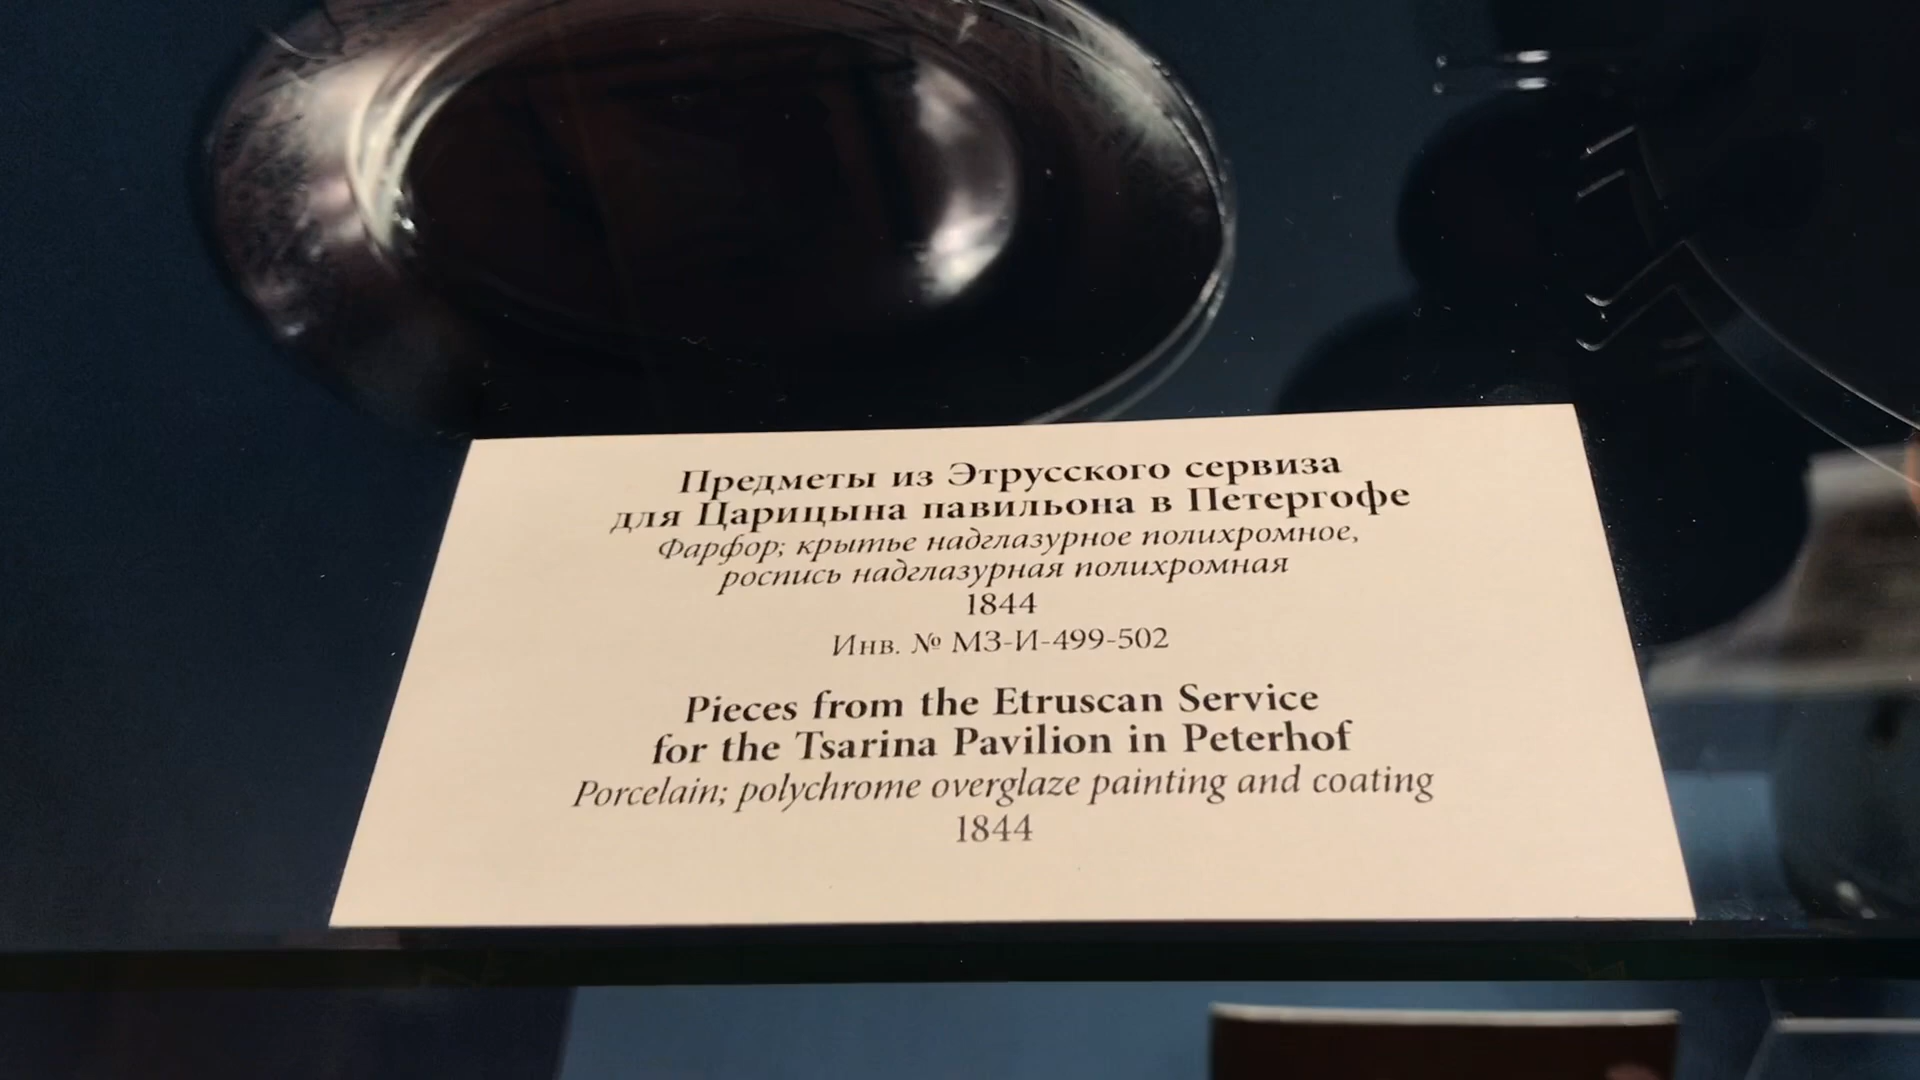 Предметы из Этрусского сервиза
для Царицына павильона в Петергофе
Фарфор; крытье надглазурное полихромное,
роспись надглазурная полихромная
1844
Инв. № МЗ-И-499-502
Pieces from the Etruscan Service
for the Tsarina Pavilion in Peterhof
Porcelain; polychrome overglaze painting and coating
1844